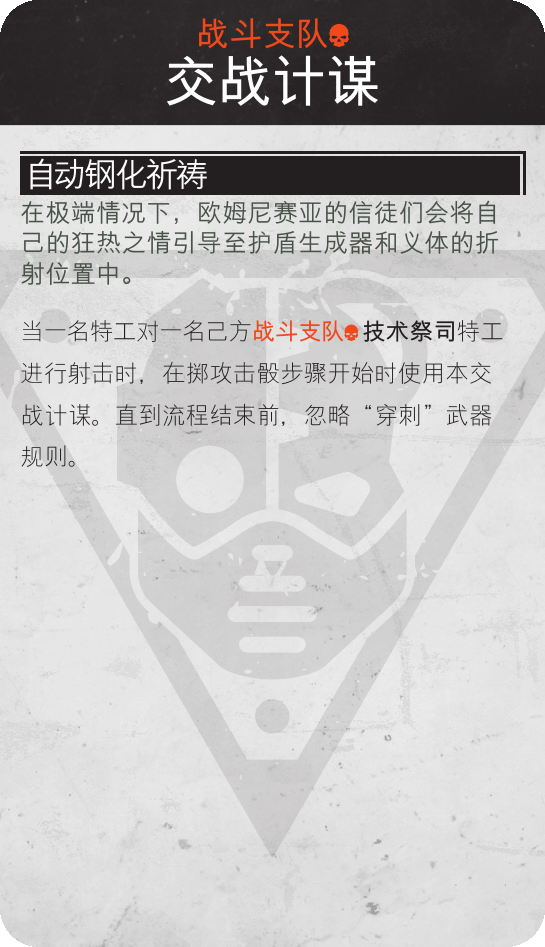 战斗支队
交战计谋
自动钢化祈祷
在极端情况下，欧姆尼赛亚的信徒们会将自
己的狂热之情引导至护盾生成器和义体的折
射位置中。
当一名特工对一名己方战斗支队技术祭司特工
进行射击时，在掷攻击骰步骤开始时使用本交
战计谋。直到流程结束前，忽略“穿刺”武器
规则。